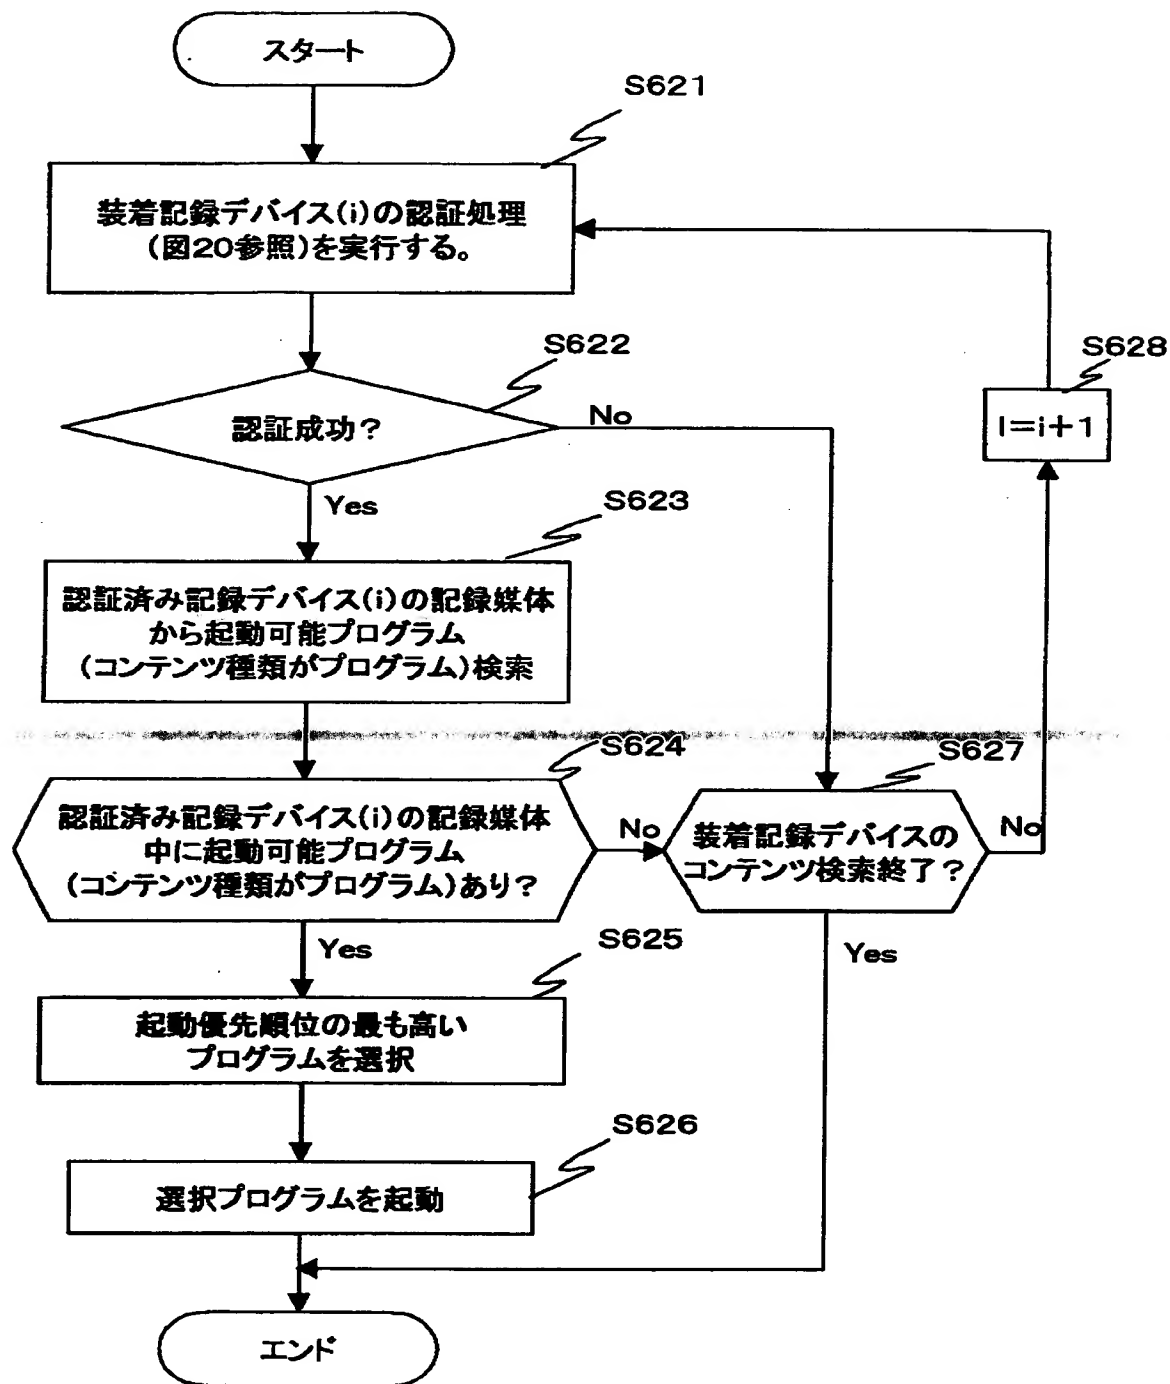 スタート
S621
装着記録デバイス(i)の認証処理
(図20参照)を実行する。
S622
認証成功?
No
Yes
S628
I=i+1
S623
認証済み記録デバイス(i)の記録媒体
から起動可能プログラム
(コンテンツ種類がプログラム)検索
S624
認証済み記録デバイス(i)の記録媒体
中に起動可能プログラム
(コンテンツ種類がプログラム)あり?
No
Yes
S627
装着記録デバイスの
コンテンツ検索終了?
No
Yes
S625
起動優先順位の最も高い
プログラムを選択
S626
選択プログラムを起動
エンド